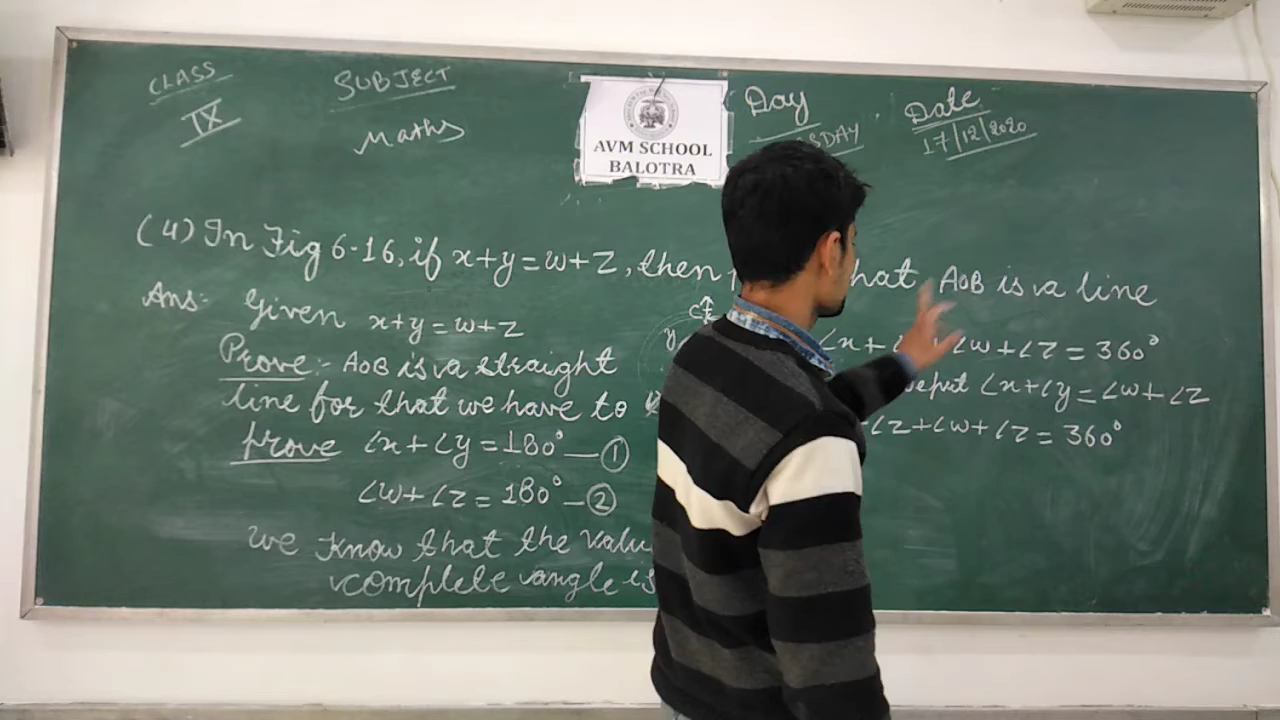 CLASS
IX
SUBJECT
Maths
AVM SCHOOL
BALOTRA
Day
Date
17/12/2020
(4) In Fig 6-16, if x+y=w+z, then that AOB is a line
Ans:- Given x+y=w+z
Prove:- AOB is a straight
line for that we have to
prove ∠x+∠y=180° —①
∠w+∠z=180° —②
We know that the
complete angle is
y
∠x+ ∠w+∠z=360°
put ∠x+∠y=∠w+∠z
∠z+∠w+∠z=360°